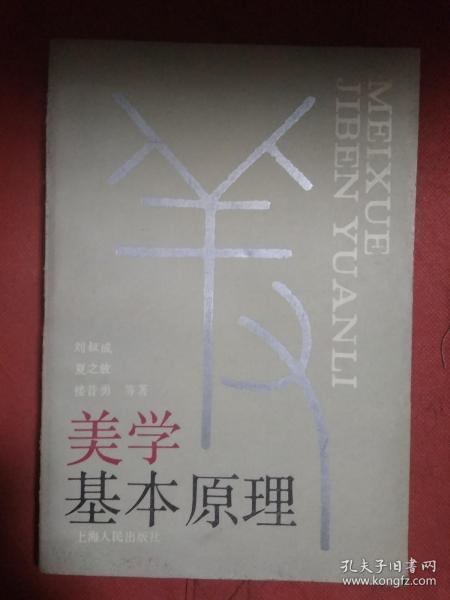 MEIXUE
JIBEN YUANLI
刘叔成
夏之放
楼昔勇 等著
美学
基本原理
上海人民出版社
孔夫子旧书网
www.kongfz.com